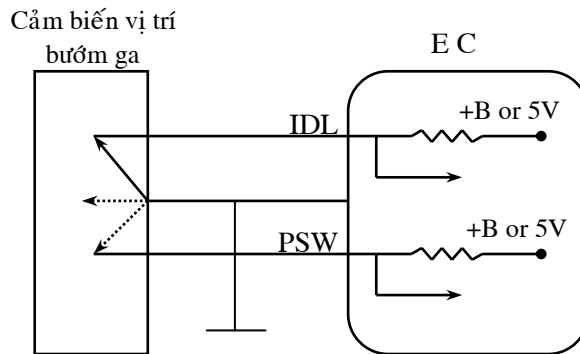 Cảm biến vị trí
bướm ga
E C
+B or 5V
IDL
+B or 5V
PSW